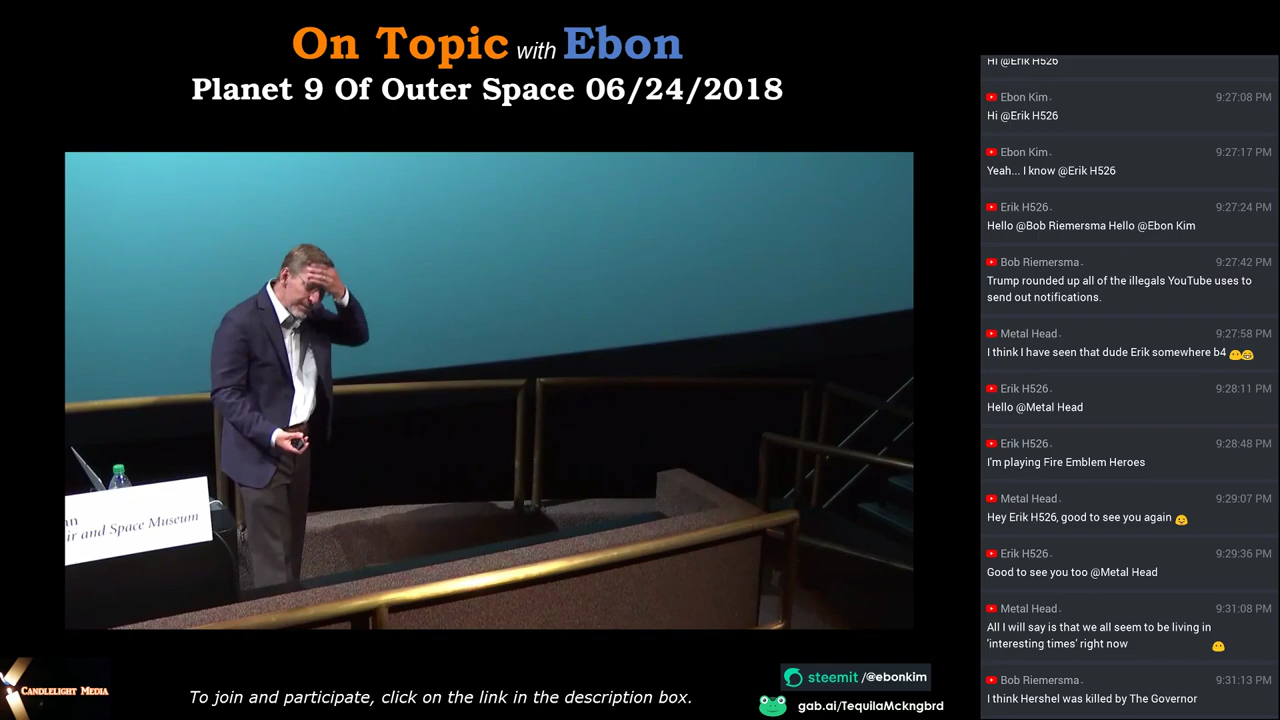 On Topic with Ebon
Planet 9 Of Outer Space 06/24/2018
ir and Space Museum
To join and participate, click on the link in the description box.
CANDLELIGHT MEDIA
steemit /@ebonkim
gab.ai/TequilaMckngbrd
Hi @Erik H526
Ebon Kim. 9:27:08 PM
Hi @Erik H526
Ebon Kim. 9:27:17 PM
Yeah... I know @Erik H526
Erik H526. 9:27:24 PM
Hello @Bob Riemersma Hello @Ebon Kim
Bob Riemersma. 9:27:42 PM
Trump rounded up all of the illegals YouTube uses to
send out notifications.
Metal Head. 9:27:58 PM
I think I have seen that dude Erik somewhere b4
Erik H526. 9:28:11 PM
Hello @Metal Head
Erik H526. 9:28:48 PM
I'm playing Fire Emblem Heroes
Metal Head. 9:29:07 PM
Hey Erik H526, good to see you again
Erik H526. 9:29:36 PM
Good to see you too @Metal Head
Metal Head. 9:31:08 PM
All I will say is that we all seem to be living in
'interesting times' right now
Bob Riemersma. 9:31:13 PM
I think Hershel was killed by The Governor